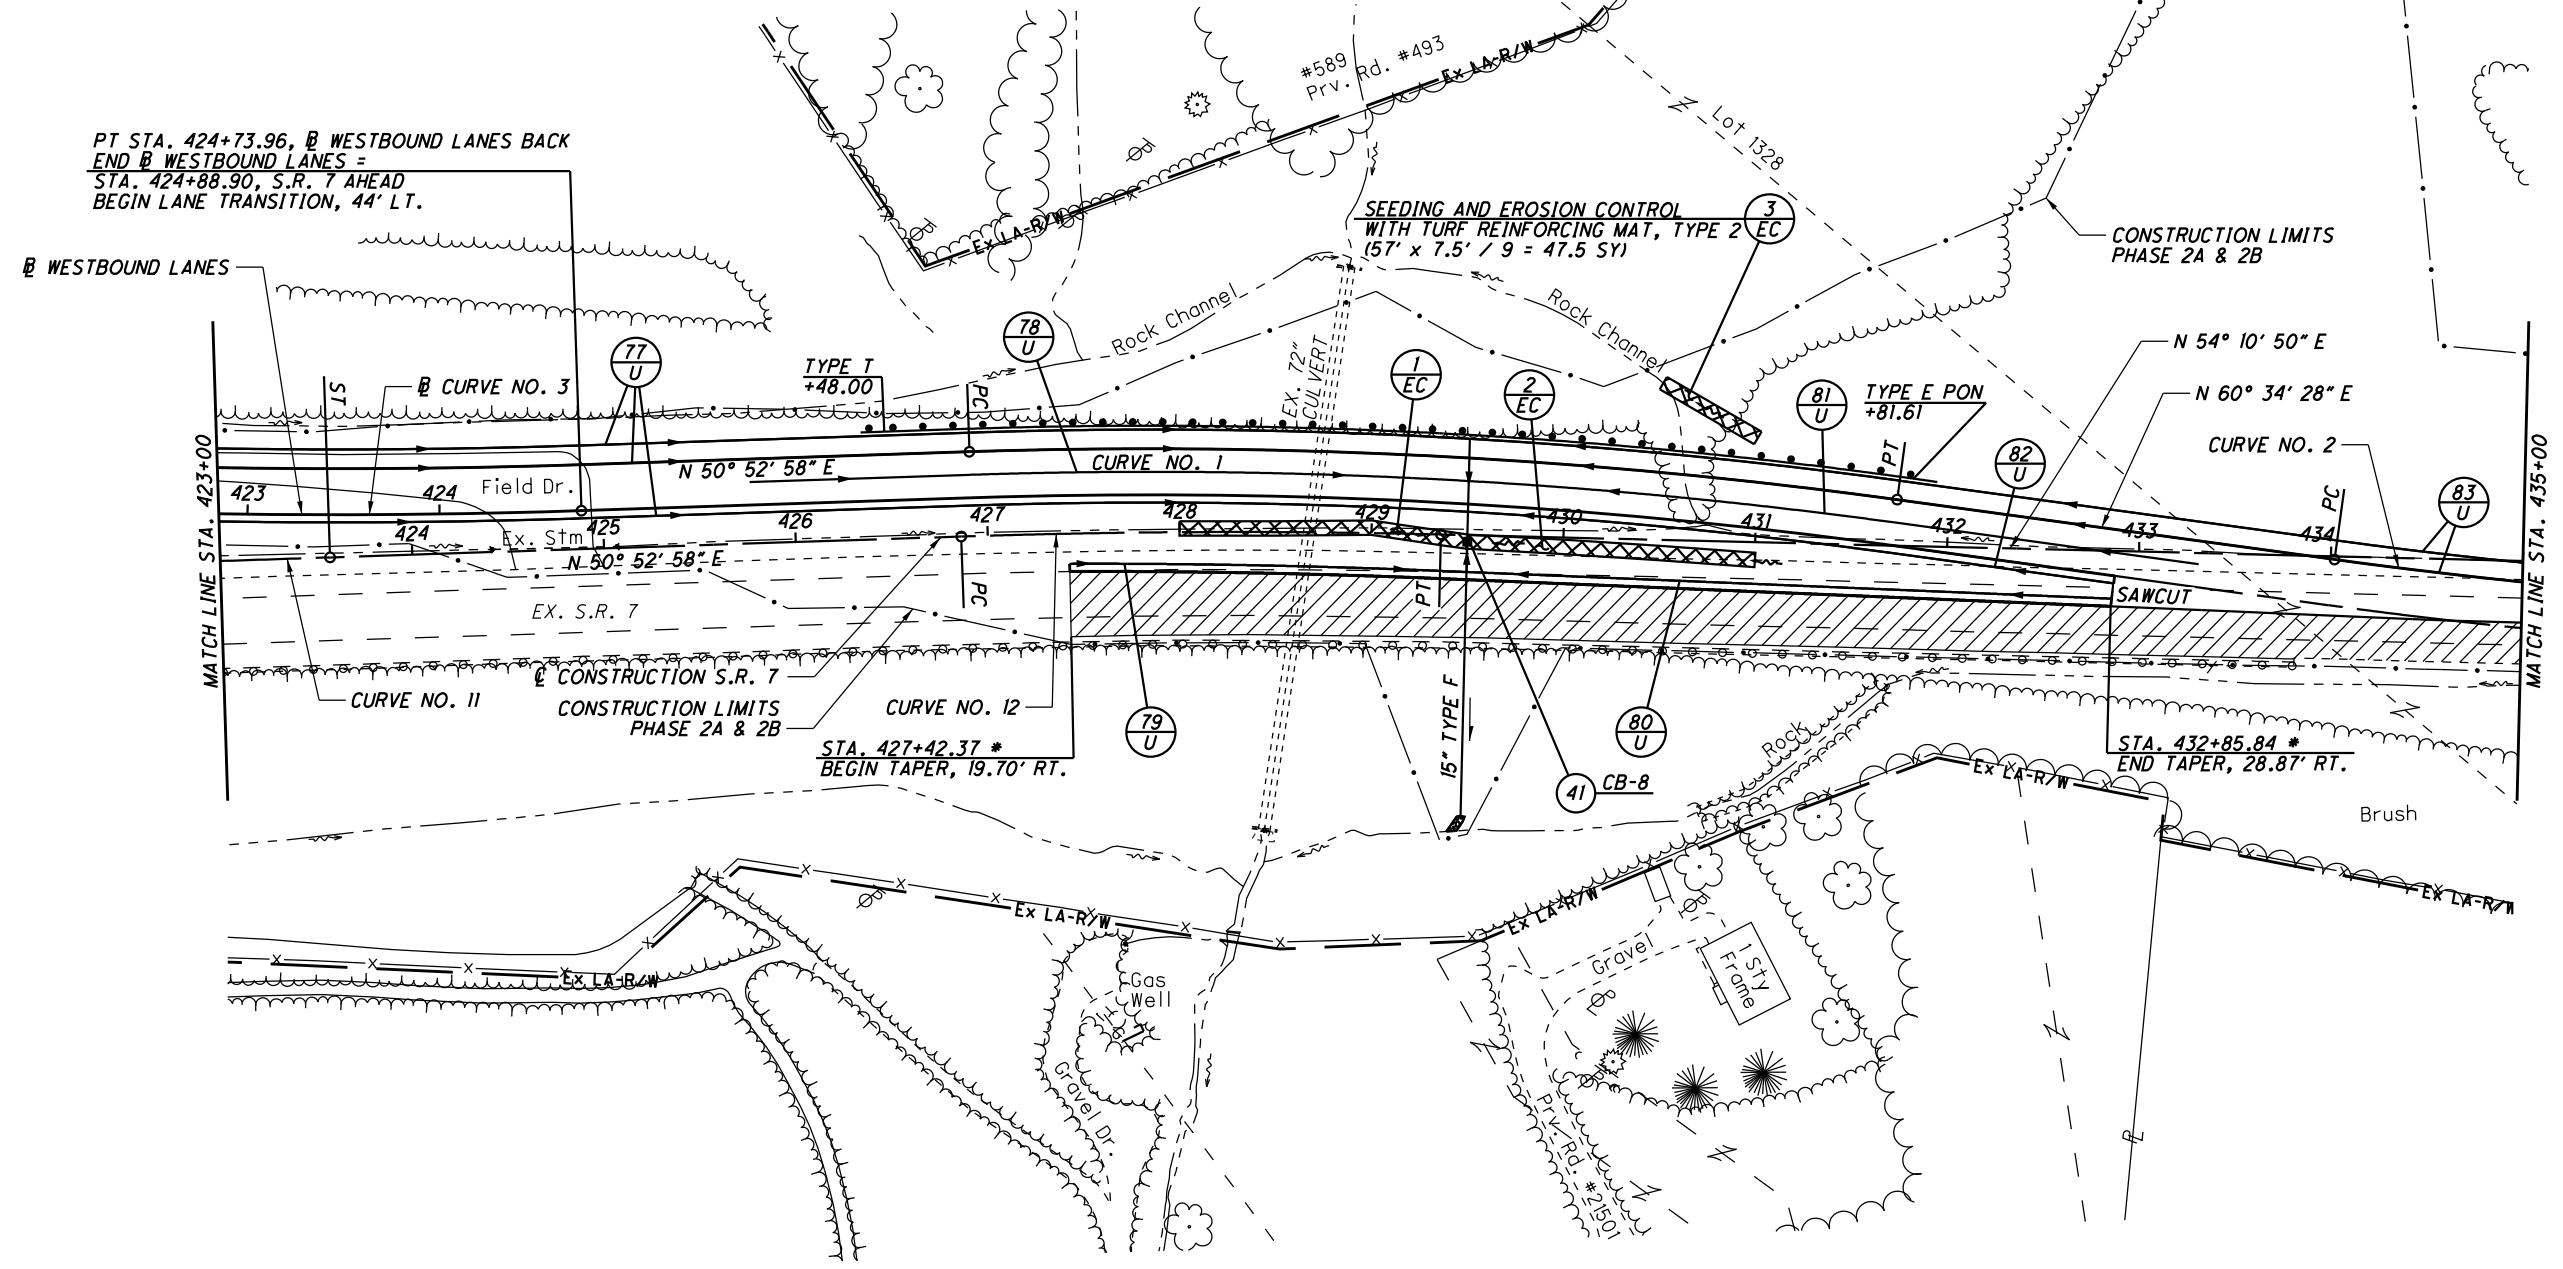 #589
Prv. Rd. #493
Ex LA-R/W
Lot 1328
PT STA. 424+73.96, ℄ WESTBOUND LANES BACK
END ℄ WESTBOUND LANES =
STA. 424+88.90, S.R. 7 AHEAD
BEGIN LANE TRANSITION, 44' LT.
SEEDING AND EROSION CONTROL
WITH TURF REINFORCING MAT, TYPE 2
(57' x 7.5' / 9 = 47.5 SY)
3
EC
Ex LA-R/W
CONSTRUCTION LIMITS
PHASE 2A & 2B
BL WESTBOUND LANES
Rock Channel
Rock Channel
EX. 72"
CULVERT
78
U
77
U
TYPE T
+48.00
PC
1
EC
2
EC
81
U
TYPE E PON
+81.61
N 54° 10' 50" E
N 60° 34' 28" E
CURVE NO. 2
ST
BL CURVE NO. 3
PT
82
U
83
U
PC
MATCH LINE STA. 423+00
N 50° 52' 58" E
CURVE NO. 1
Field Dr.
423
424
424
425
426
427
428
429
430
431
432
433
434
Ex. Stm
N 50° 52' 58" E
EX. S.R. 7
PC
PT
SAWCUT
MATCH LINE STA. 435+00
CL CONSTRUCTION S.R. 7
CURVE NO. 11
CONSTRUCTION LIMITS
PHASE 2A & 2B
CURVE NO. 12
79
U
15" TYPE F
80
U
STA. 427+42.37 *
BEGIN TAPER, 19.70' RT.
41
CB-8
Rock
STA. 432+85.84 *
END TAPER, 28.87' RT.
Ex LA-R/W
Brush
Ex LA-R/W
Ex LA-R/W
Ex LA-R/W
Ex LA-R/W
Gas
Well
Gravel
1 Sty
Frame
Gravel Dr.
Prv. Rd. #2150
PL